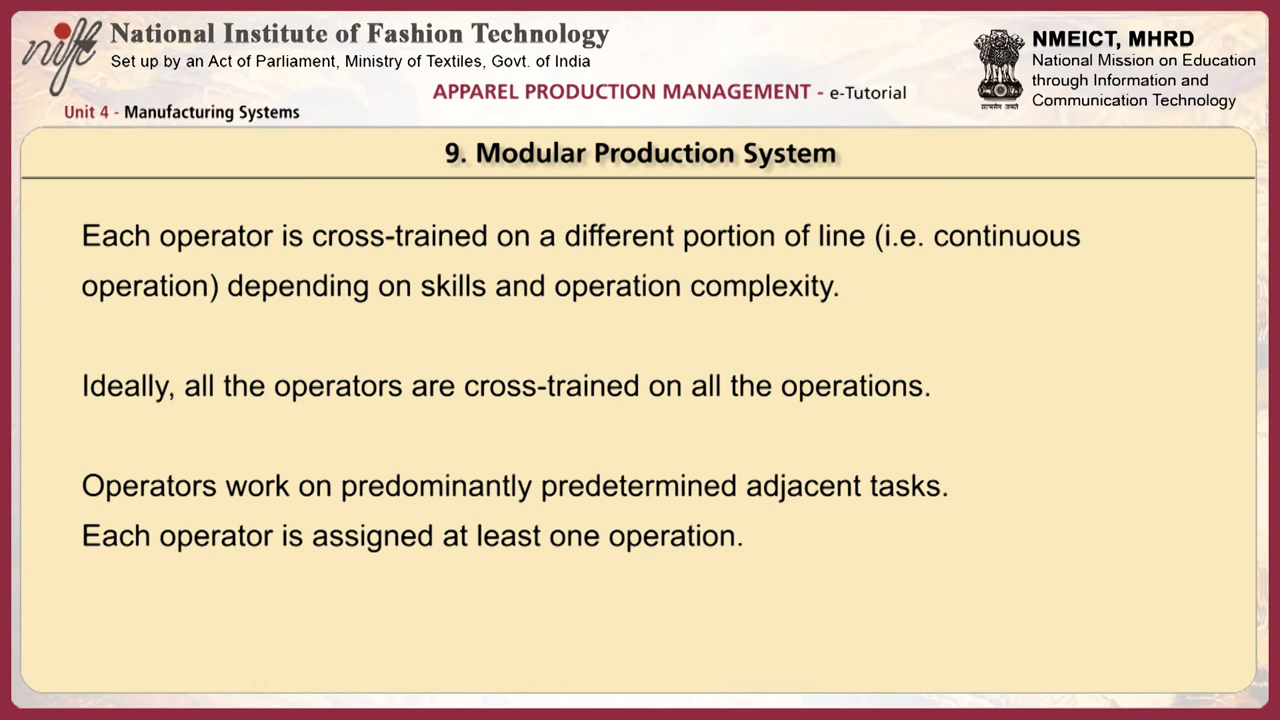 nift
National Institute of Fashion Technology
Set up by an Act of Parliament, Ministry of Textiles, Govt. of India
NMEICT, MHRD
National Mission on Education
through Information and
Communication Technology
सत्यमेव जयते
APPAREL PRODUCTION MANAGEMENT - e-Tutorial
Unit 4 - Manufacturing Systems
9. Modular Production System
Each operator is cross-trained on a different portion of line (i.e. continuous
operation) depending on skills and operation complexity.
Ideally, all the operators are cross-trained on all the operations.
Operators work on predominantly predetermined adjacent tasks.
Each operator is assigned at least one operation.